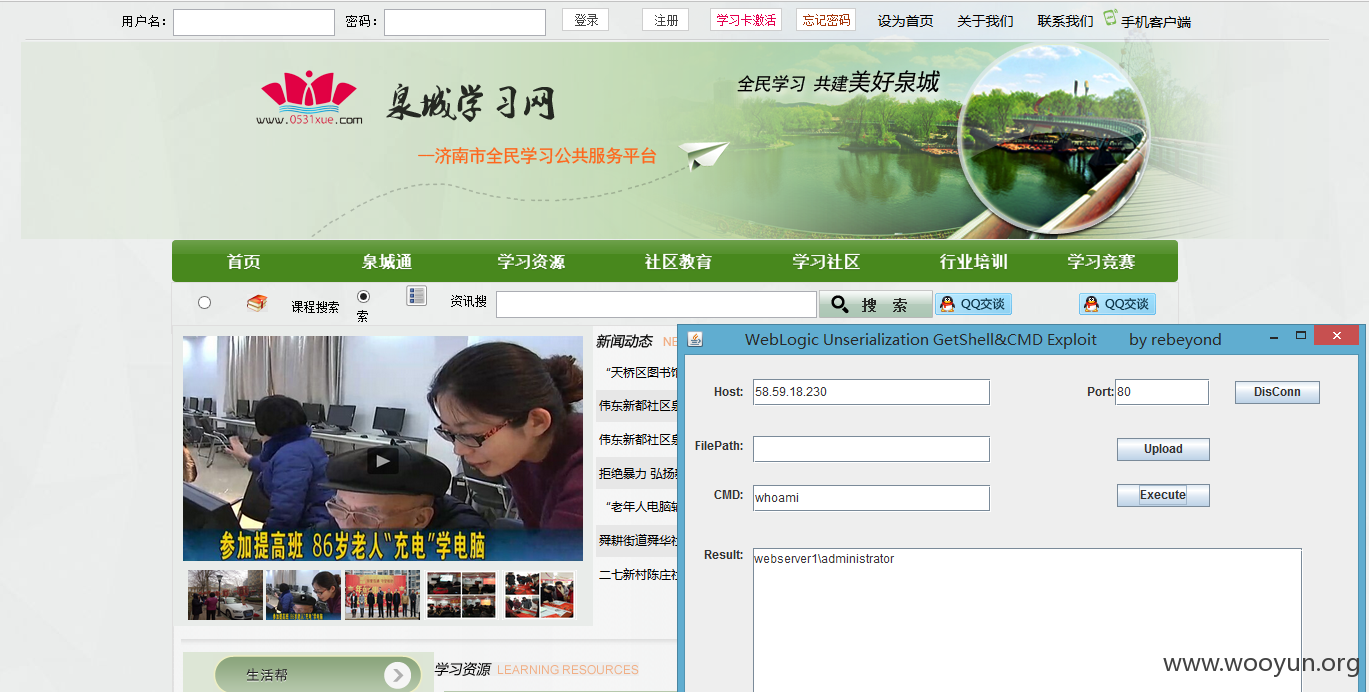 用户名： 密码： 登录 注册 学习卡激活 忘记密码 设为首页 关于我们 联系我们 手机客户端
全民学习 共建美好泉城
泉城学习网
www.0531xue.com
—济南市全民学习公共服务平台
首页 泉城通 学习资源 社区教育 学习社区 行业培训 学习竞赛
课程搜索 资讯搜索 搜 索 QQ交谈 QQ交谈
新闻动态 NE
“天桥区图书馆
伟东新都社区泉
伟东新都社区泉
拒绝暴力 弘扬
“老年人电脑
舜耕街道舜华社
二七新村陈庄社
参加提高班 86岁老人“充电”学电脑
生活帮
学习资源 LEARNING RESOURCES
WebLogic Unserialization GetShell&CMD Exploit by rebeyond
Host: 58.59.18.230 Port: 80 DisConn
FilePath: Upload
CMD: whoami Execute
Result: webserver1\administrator
www.wooyun.org